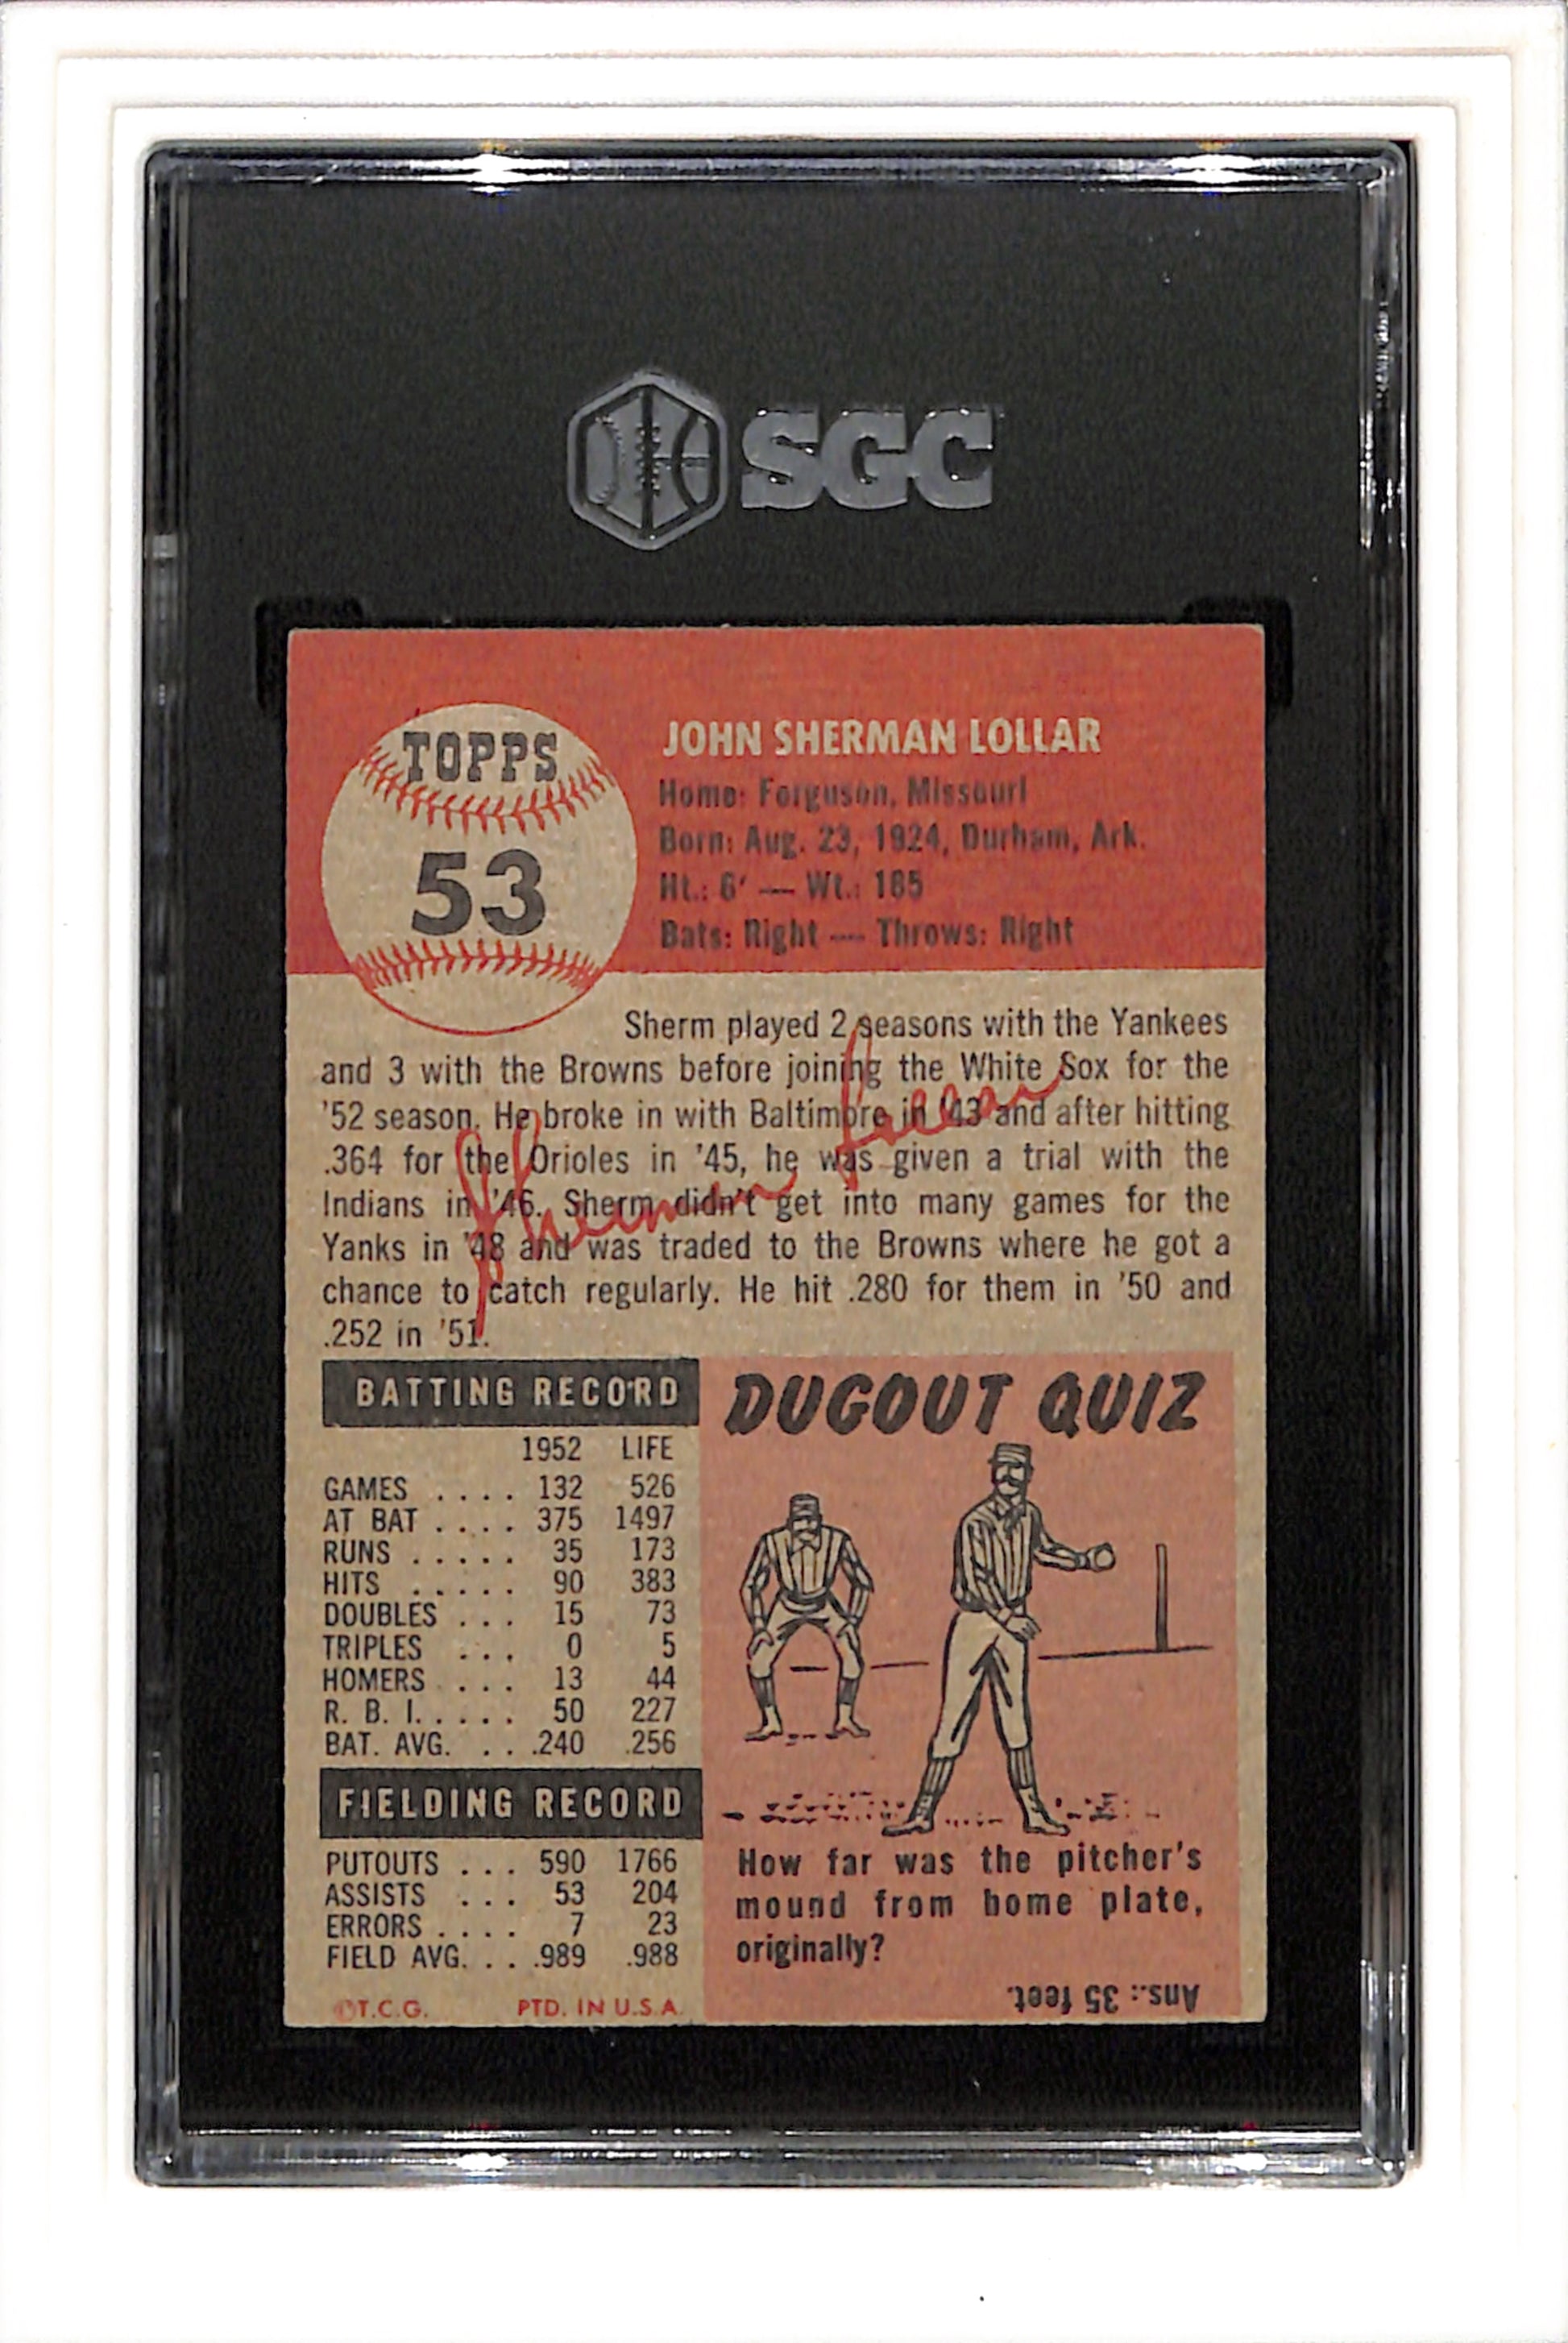 SGC
TOPPS
53
JOHN SHERMAN LOLLAR
Home: Ferguson, Missouri
Born: Aug. 23, 1924, Durham, Ark.
Ht.: 6' — Wt.: 185
Bats: Right — Throws: Right
Sherm played 2 seasons with the Yankees
and 3 with the Browns before joining the White Sox for the
'52 season. He broke in with Baltimore in '43 and after hitting
.364 for the Orioles in '45, he was given a trial with the
Indians in '46. Sherm didn't get into many games for the
Yanks in '48 and was traded to the Browns where he got a
chance to catch regularly. He hit .280 for them in '50 and
.252 in '51.
Sherman Lollar
BATTING RECORD
1952 LIFE
GAMES .... 132 526
AT BAT .... 375 1497
RUNS ..... 35 173
HITS ..... 90 383
DOUBLES ... 15 73
TRIPLES ... 0 5
HOMERS ... 13 44
R. B. I. .... 50 227
BAT. AVG. ... .240 .256
FIELDING RECORD
PUTOUTS ... 590 1766
ASSISTS ... 53 204
ERRORS .... 7 23
FIELD AVG. ... .989 .988
©T.C.G. PTD. IN U.S.A.
DUGOUT QUIZ
How far was the pitcher's
mound from home plate,
originally?
Ans.: 35 feet.